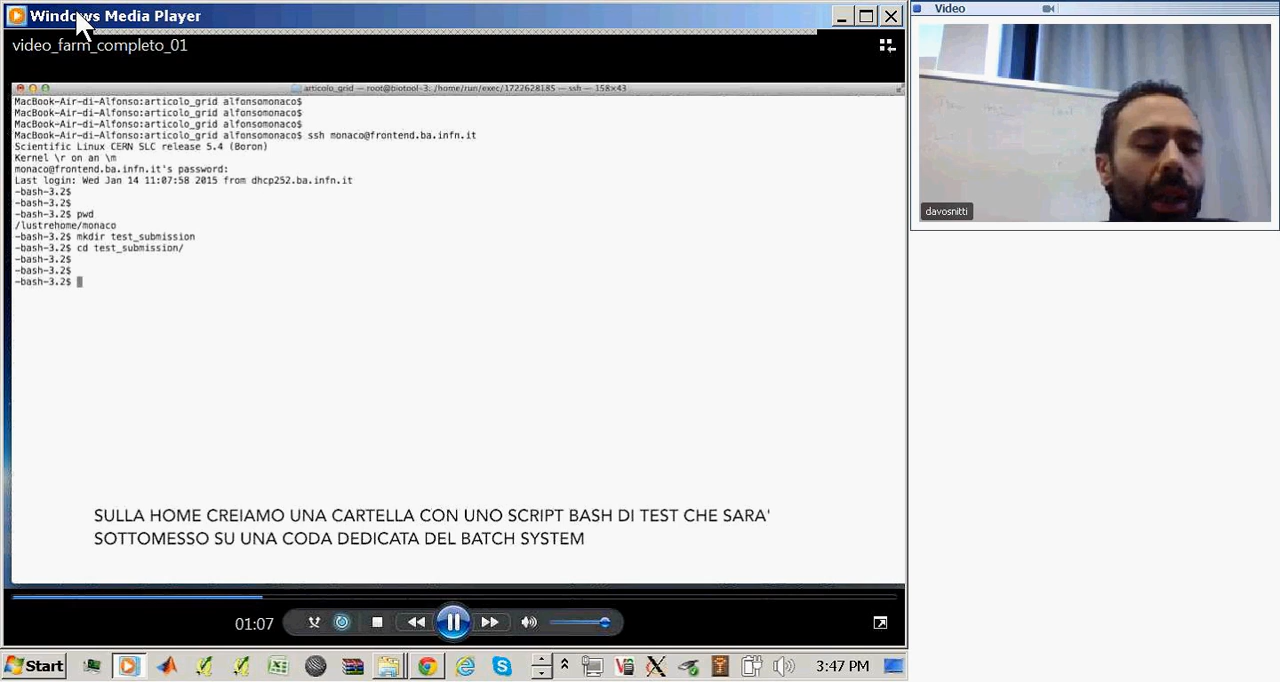 Windows Media Player
video_farm_completo_01
articolo_grid — root@biotool-3: /home/run/exec/1722628185 — ssh — 158×43
MacBook-Air-di-Alfonso:articolo_grid alfonsomonaco$
MacBook-Air-di-Alfonso:articolo_grid alfonsomonaco$
MacBook-Air-di-Alfonso:articolo_grid alfonsomonaco$
MacBook-Air-di-Alfonso:articolo_grid alfonsomonaco$ ssh monaco@frontend.ba.infn.it
Scientific Linux CERN SLC release 5.4 (Boron)
Kernel \r on an \m
monaco@frontend.ba.infn.it's password:
Last login: Wed Jan 14 11:07:58 2015 from dhcp252.ba.infn.it
-bash-3.2$
-bash-3.2$
-bash-3.2$ pwd
/lustrehome/monaco
-bash-3.2$ mkdir test_submission
-bash-3.2$ cd test_submission/
-bash-3.2$
-bash-3.2$
-bash-3.2$
SULLA HOME CREIAMO UNA CARTELLA CON UNO SCRIPT BASH DI TEST CHE SARA'
SOTTOMESSO SU UNA CODA DEDICATA DEL BATCH SYSTEM
01:07
Start
3:47 PM
Video
davosnitti